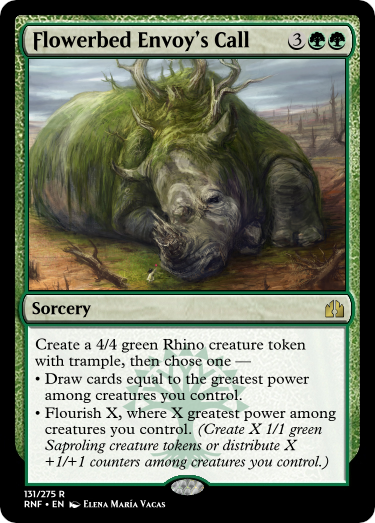 Flowerbed Envoy's Call 3
Sorcery
Create a 4/4 green Rhino creature token
with trample, then chose one —
• Draw cards equal to the greatest power
among creatures you control.
• Flourish X, where X greatest power among
creatures you control. (Create X 1/1 green
Saproling creature tokens or distribute X
+1/+1 counters among creatures you control.)
131/275 R
RNF • EN Elena María Vacas